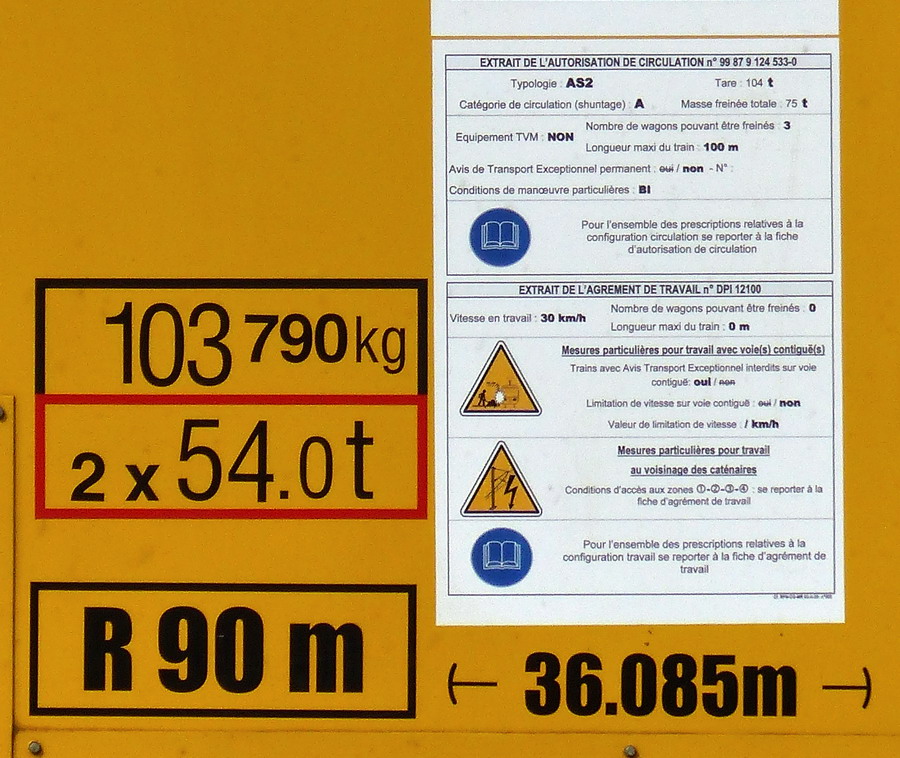 EXTRAIT DE L'AUTORISATION DE CIRCULATION n° 99 87 9 124 533-0
Typologie : AS2 Tare : 104 t
Catégorie de circulation (shuntage) : A Masse freinée totale : 75 t
Equipement TVM : NON
Nombre de wagons pouvant être freinés : 3
Longueur maxi du train : 100 m
Avis de Transport Exceptionnel permanent : oui / non - N° :
Conditions de manœuvre particulières : BI
Pour l'ensemble des prescriptions relatives à la
configuration circulation se reporter à la fiche
d'autorisation de circulation
EXTRAIT DE L'AGREMENT DE TRAVAIL n° DPI 12100
Vitesse en travail : 30 km/h
Nombre de wagons pouvant être freinés : 0
Longueur maxi du train : 0 m
Mesures particulières pour travail avec voie(s) contiguë(s)
Trains avec Avis Transport Exceptionnel interdits sur voie
contiguë: oui / non
Limitation de vitesse sur voie contiguë : oui / non
Valeur de limitation de vitesse : / km/h
Mesures particulières pour travail
au voisinage des caténaires
Conditions d'accès aux zones ①-②-③-④ : se reporter à la
fiche d'agrément de travail
Pour l'ensemble des prescriptions relatives à la
configuration travail se reporter à la fiche d'agrément de
travail
103 790 kg
2 x 54.0t
R 90 m
36.085m